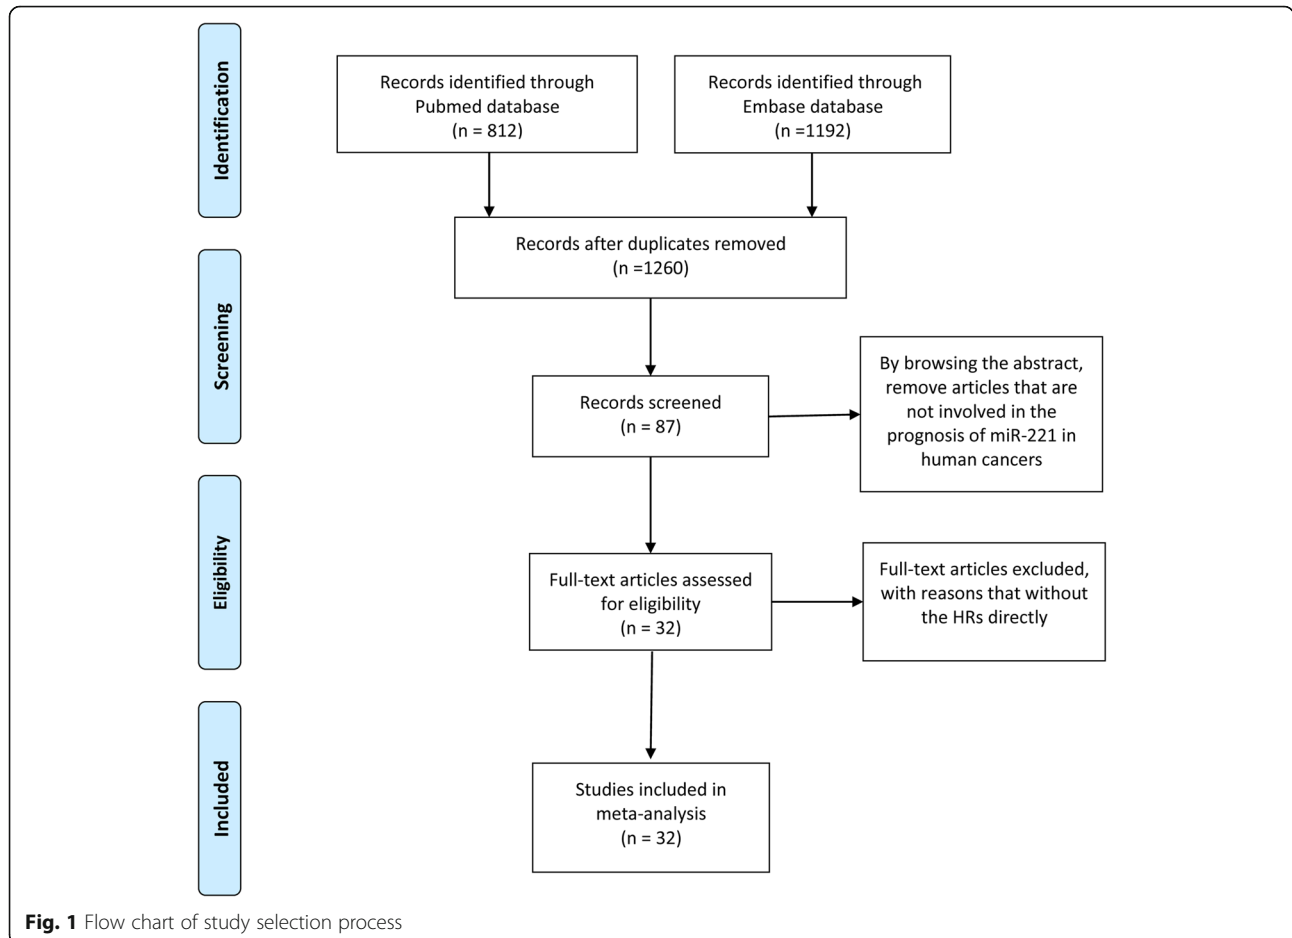 Identification
Records identified through
Pubmed database
(n = 812)
Records identified through
Embase database
(n =1192)
Records after duplicates removed
(n =1260)
Screening
Records screened
(n = 87)
By browsing the abstract,
remove articles that are
not involved in the
prognosis of miR-221 in
human cancers
Eligibility
Full-text articles assessed
for eligibility
(n = 32)
Full-text articles excluded,
with reasons that without
the HRs directly
Included
Studies included in
meta-analysis
(n = 32)
Fig. 1 Flow chart of study selection process